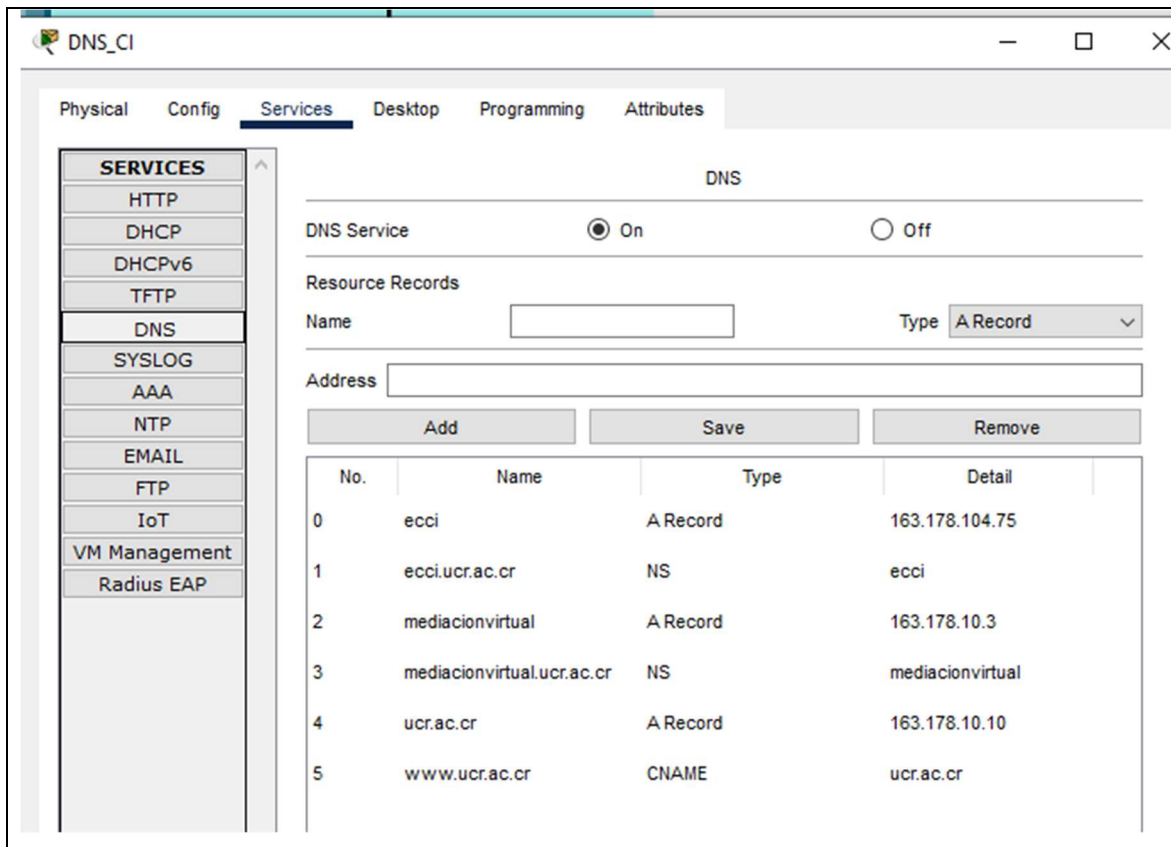 DNS_CI
Physical Config Services Desktop Programming Attributes
SERVICES
HTTP
DHCP
DHCPv6
TFTP
DNS
SYSLOG
AAA
NTP
EMAIL
FTP
IoT
VM Management
Radius EAP
DNS
DNS Service On Off
Resource Records
Name Type A Record
Address
Add Save Remove
No. Name Type Detail
0 ecci A Record 163.178.104.75
1 ecci.ucr.ac.cr NS ecci
2 mediacionvirtual A Record 163.178.10.3
3 mediacionvirtual.ucr.ac.cr NS mediacionvirtual
4 ucr.ac.cr A Record 163.178.10.10
5 www.ucr.ac.cr CNAME ucr.ac.cr